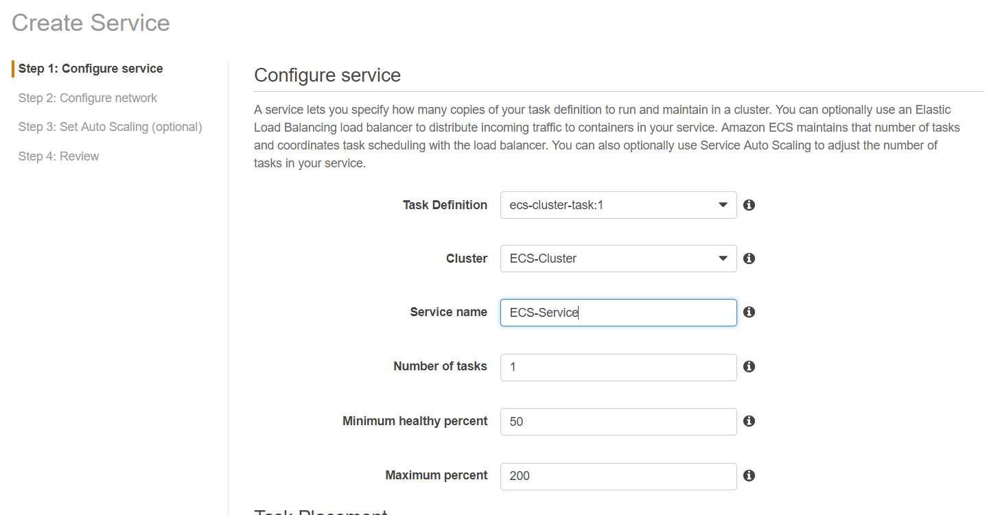 Create Service
Step 1: Configure service
Step 2: Configure network
Step 3: Set Auto Scaling (optional)
Step 4: Review
Configure service
A service lets you specify how many copies of your task definition to run and maintain in a cluster. You can optionally use an Elastic
Load Balancing load balancer to distribute incoming traffic to containers in your service. Amazon ECS maintains that number of tasks
and coordinates task scheduling with the load balancer. You can also optionally use Service Auto Scaling to adjust the number of
tasks in your service.
Task Definition ecs-cluster-task:1
Cluster ECS-Cluster
Service name ECS-Service
Number of tasks 1
Minimum healthy percent 50
Maximum percent 200
Task Placement